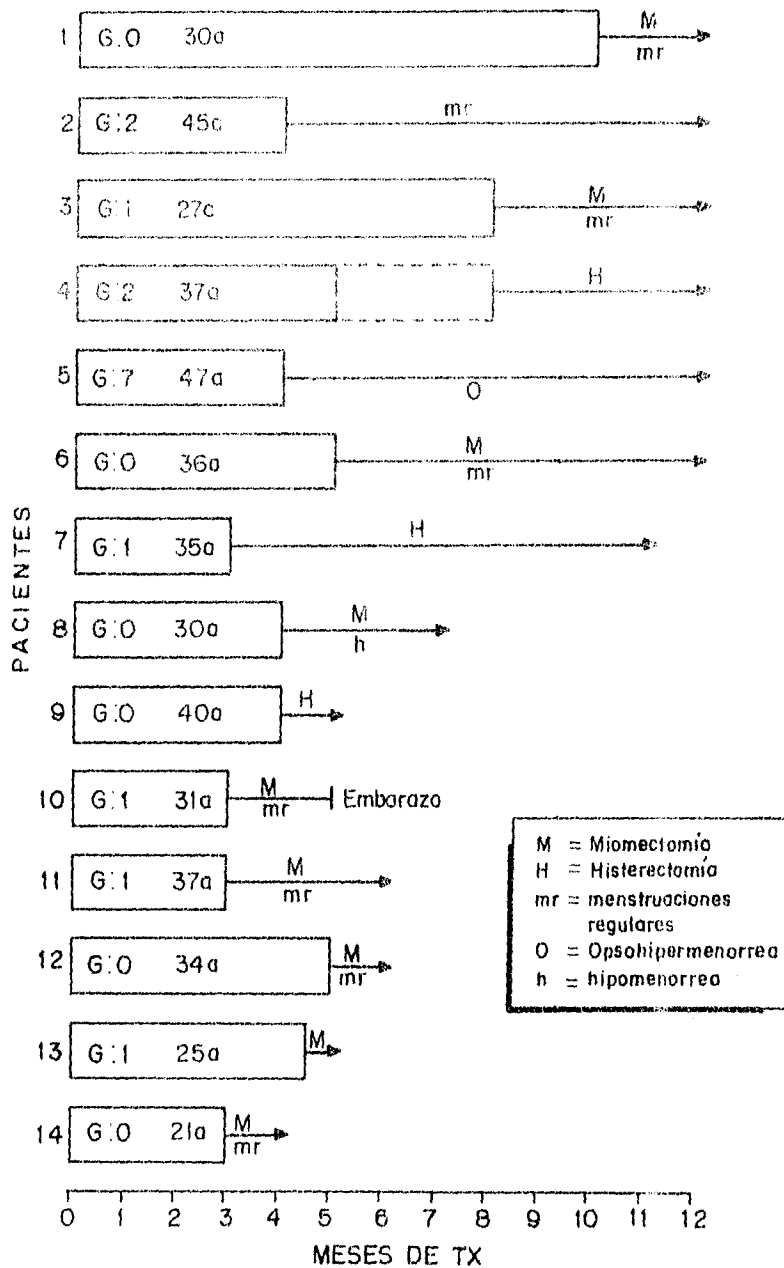 1 G:0 30a M
mr
2 G:2 45a mr
3 G:1 27c M
mr
4 G:2 37a H
5 G:7 47a O
6 G:0 36a M
mr
7 G:1 35a H
8 G:0 30a M
h
9 G:0 40a H
10 G:1 31a M
mr Embarazo
11 G:1 37a M
mr
12 G:0 34a M
mr
13 G:1 25a M
14 G:0 21a M
mr
PACIENTES
M = Miomectomía
H = Histerectomía
mr = menstruaciones
regulares
O = Opsohipermenorrea
h = hipomenorrea
0 1 2 3 4 5 6 7 8 9 10 11 12
MESES DE TX